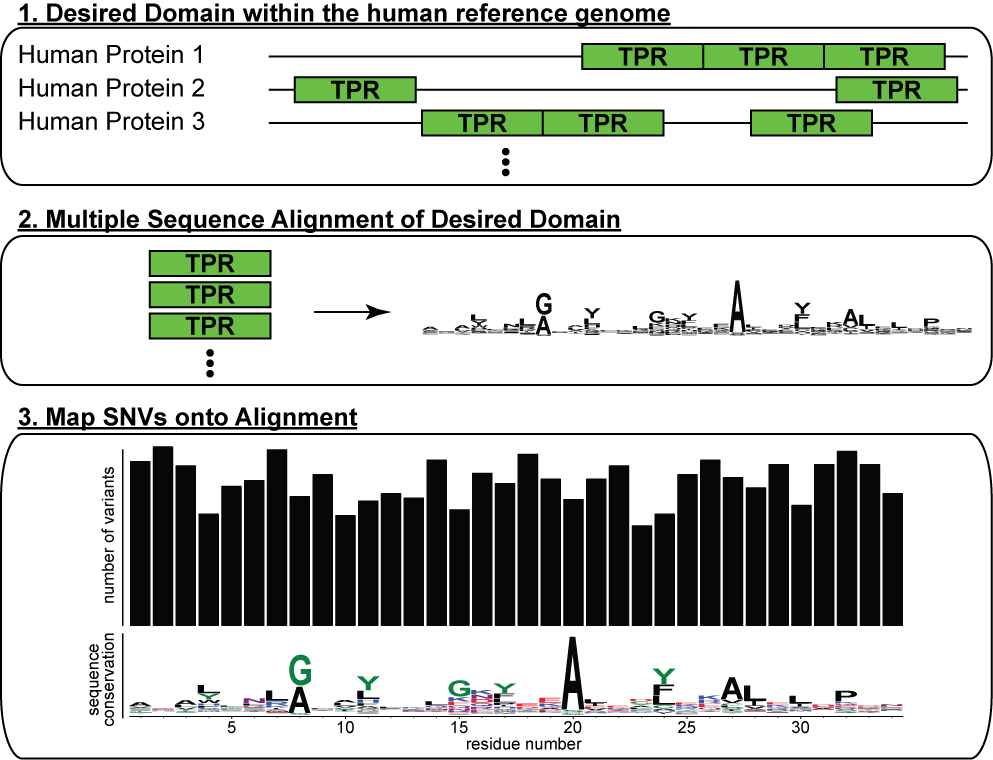 1. Desired Domain within the human reference genome
Human Protein 1 TPR TPR TPR
Human Protein 2 TPR TPR
Human Protein 3 TPR TPR TPR
2. Multiple Sequence Alignment of Desired Domain
TPR
TPR
TPR
G A Y G Y A Y A L P
3. Map SNVs onto Alignment
number of variants
sequence
conservation
L Y N L G A Y G K Y E A Y F K A L L P
5 10 15 20 25 30
residue number